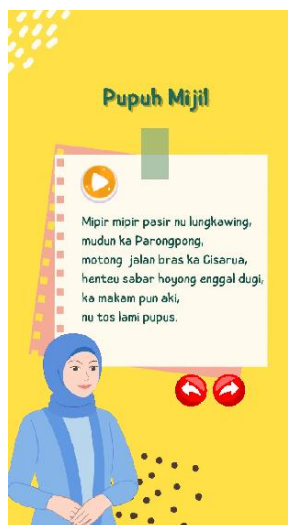 Pupuh Mijil
Mipir mipir pasir nu lungkawing,
mudun ka Parongpong,
motong jalan bras ka Cisarua,
henteu sabar hoyong enggal dugi,
ka makam pun aki,
nu tos lami pupus.